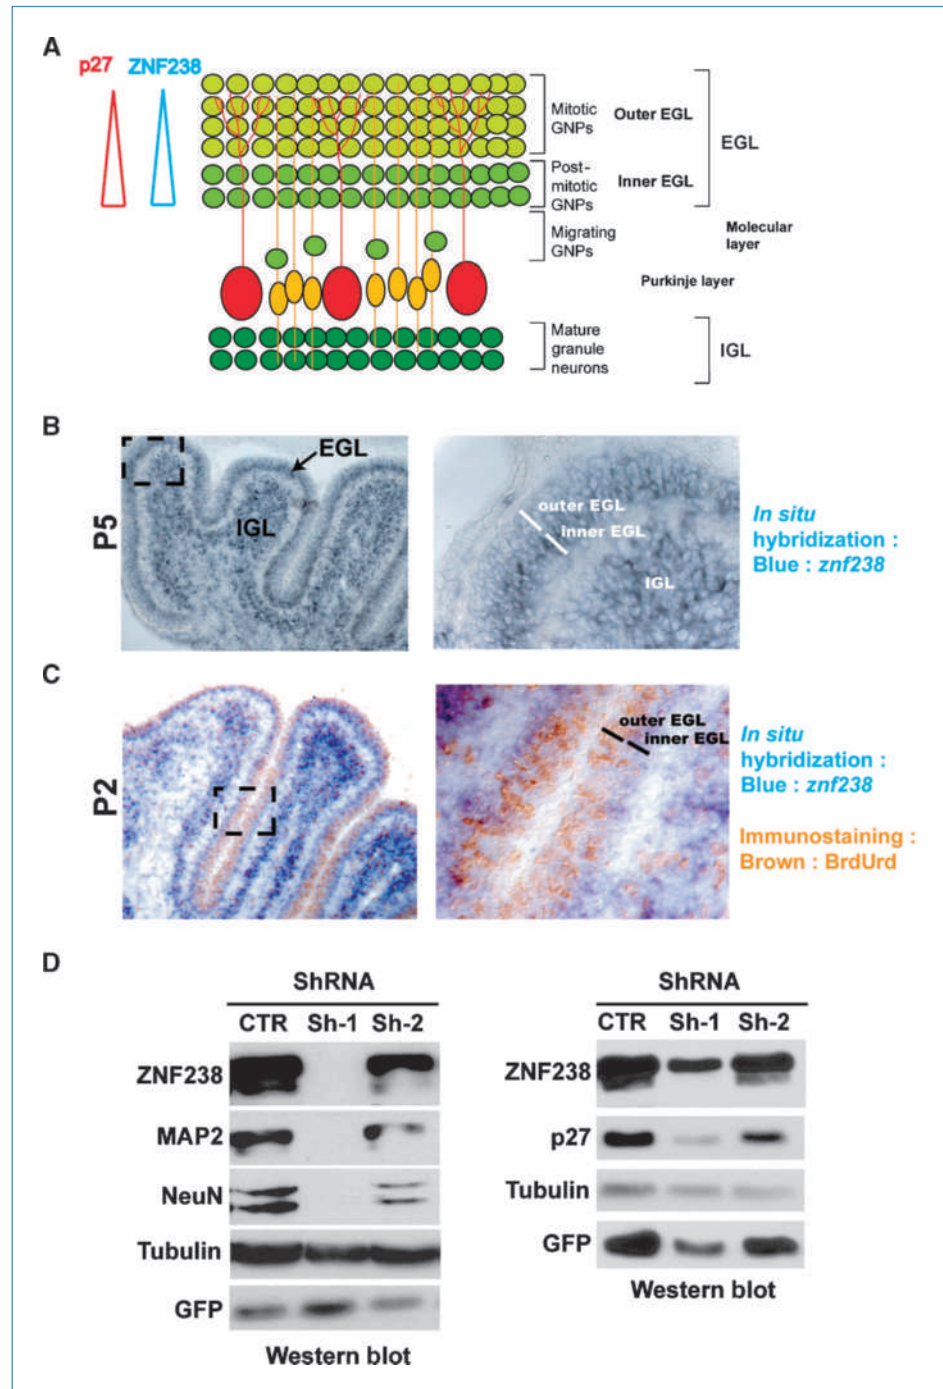 A
p27 ZNF238
Mitotic
GNPs
Outer EGL
Post-
mitotic
GNPs
Inner EGL
EGL
Migrating
GNPs
Molecular
layer
Purkinje layer
Mature
granule
neurons
IGL
B
P5
EGL
IGL
outer EGL
inner EGL
IGL
In situ
hybridization :
Blue : znf238
C
P2
outer EGL
inner EGL
In situ
hybridization :
Blue : znf238
Immunostaining :
Brown : BrdUrd
D
ShRNA
CTR Sh-1 Sh-2
ZNF238
MAP2
NeuN
Tubulin
GFP
Western blot
ShRNA
CTR Sh-1 Sh-2
ZNF238
p27
Tubulin
GFP
Western blot